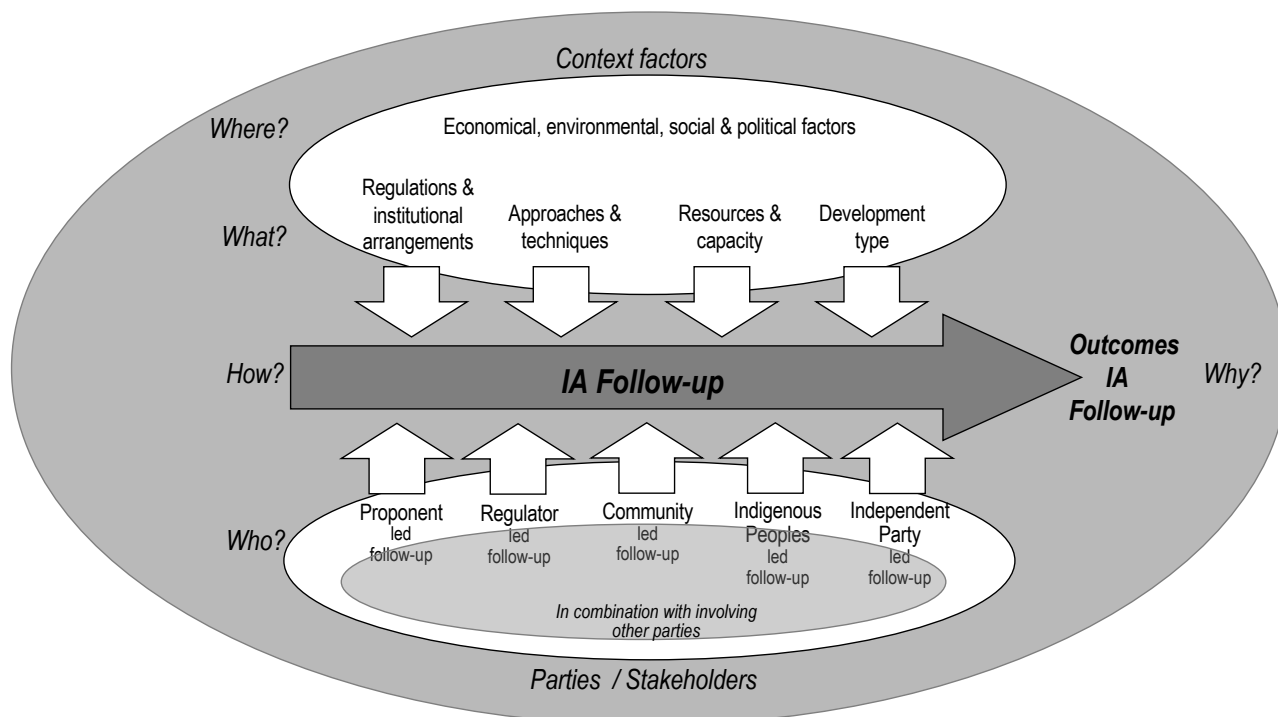 Context factors
Where?
Economical, environmental, social & political factors
What?
Regulations &
institutional
arrangements
Approaches &
techniques
Resources &
capacity
Development
type
How?
IA Follow-up
Outcomes
IA
Follow-up
Why?
Who?
Proponent
led
follow-up
Regulator
led
follow-up
Community
led
follow-up
Indigenous
Peoples
led
follow-up
Independent
Party
led
follow-up
In combination with involving
other parties
Parties / Stakeholders